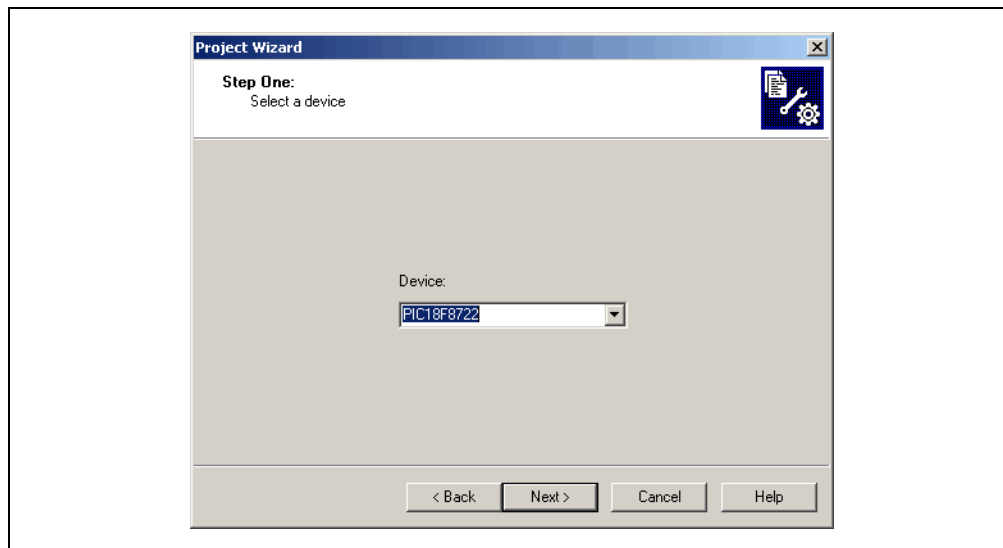 Project Wizard
Step One:
Select a device
Device:
PIC18F8722
< Back Next > Cancel Help